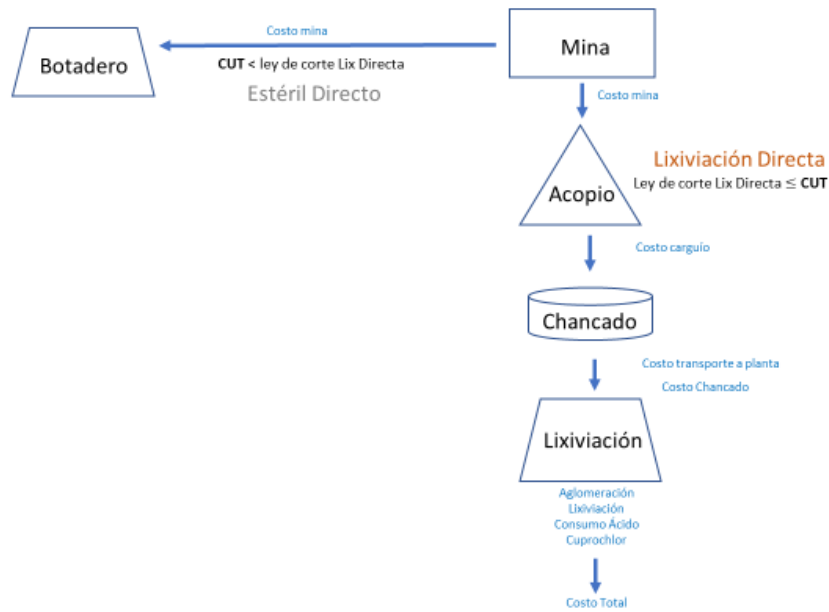 Costo mina
Botadero
CUT < ley de corte Lix Directa
Estéril Directo
Mina
Costo mina
Lixiviación Directa
Ley de corte Lix Directa ≤ CUT
Acopio
Costo carguío
Chancado
Costo transporte a planta
Costo Chancado
Lixiviación
Aglomeración
Lixiviación
Consumo Ácido
Cuprochlor
Costo Total